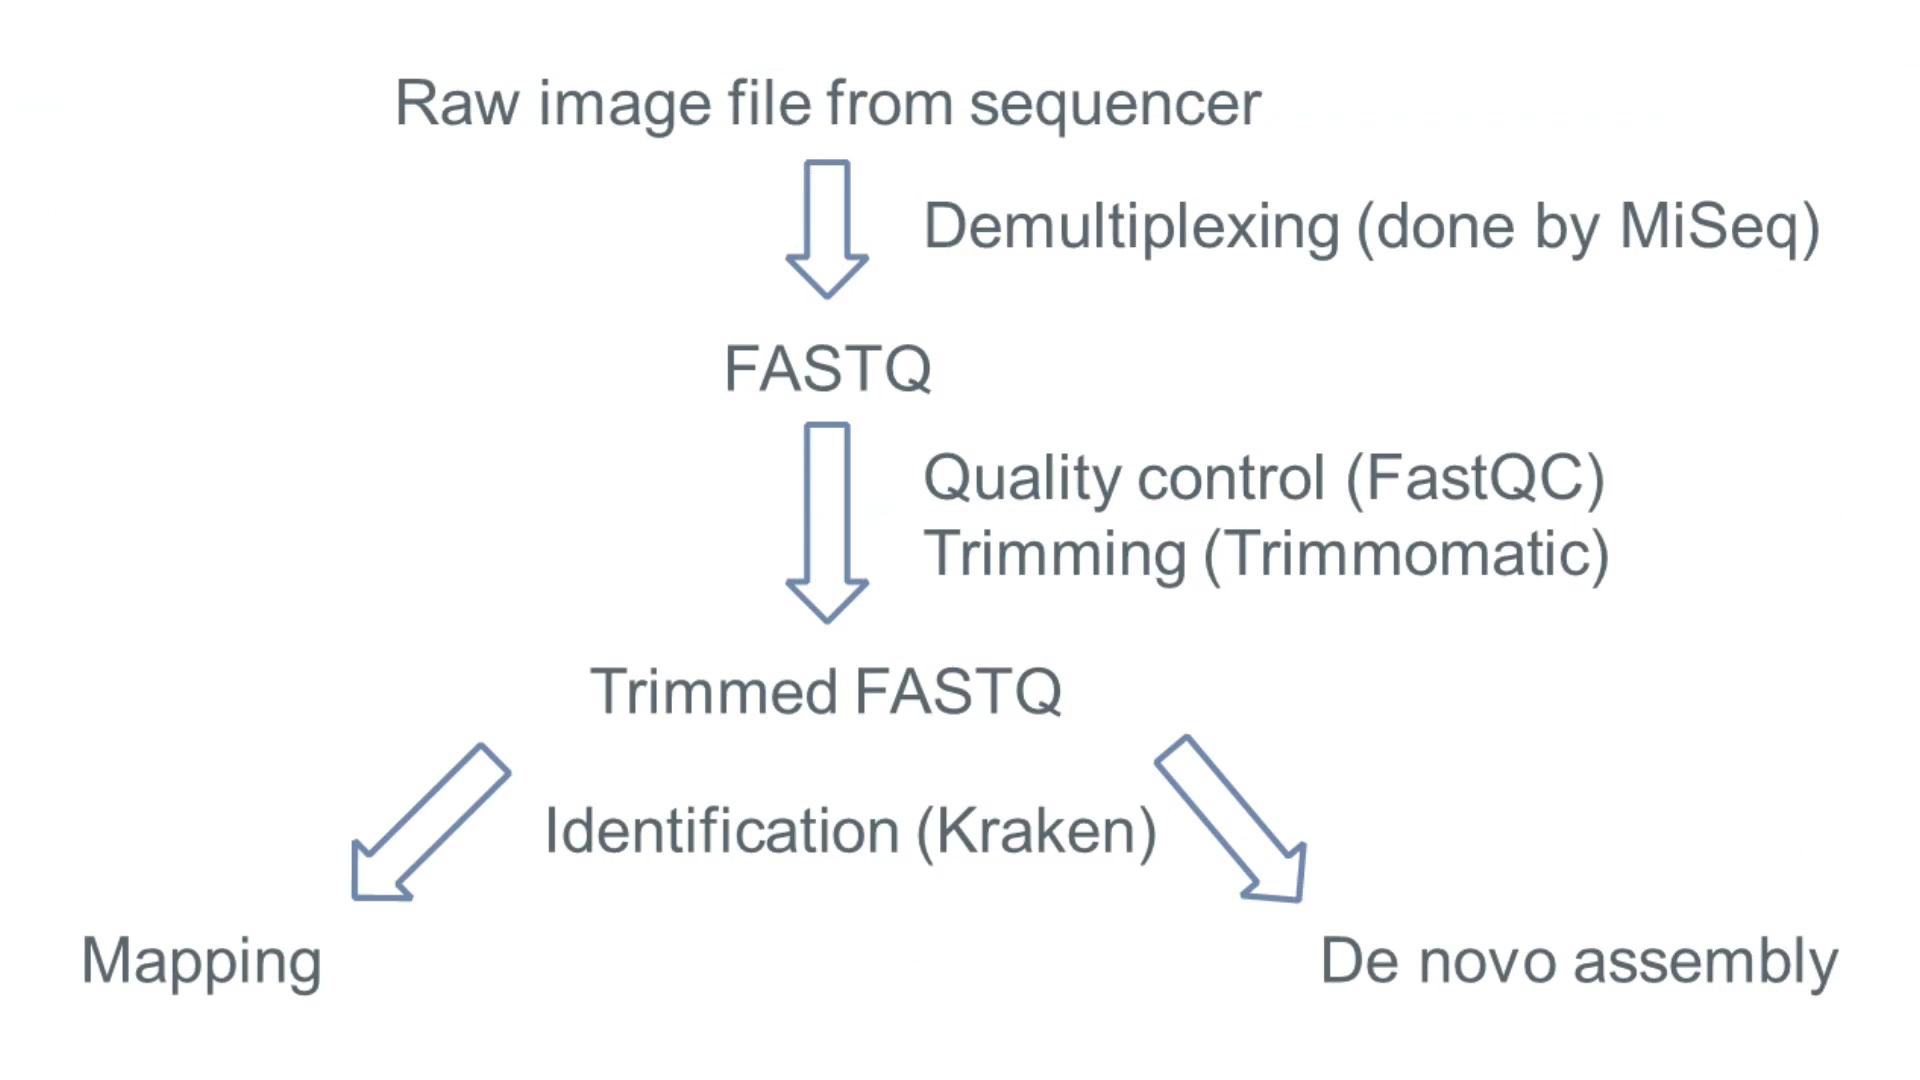 Raw image file from sequencer
Demultiplexing (done by MiSeq)
FASTQ
Quality control (FastQC)
Trimming (Trimmomatic)
Trimmed FASTQ
Identification (Kraken)
Mapping
De novo assembly